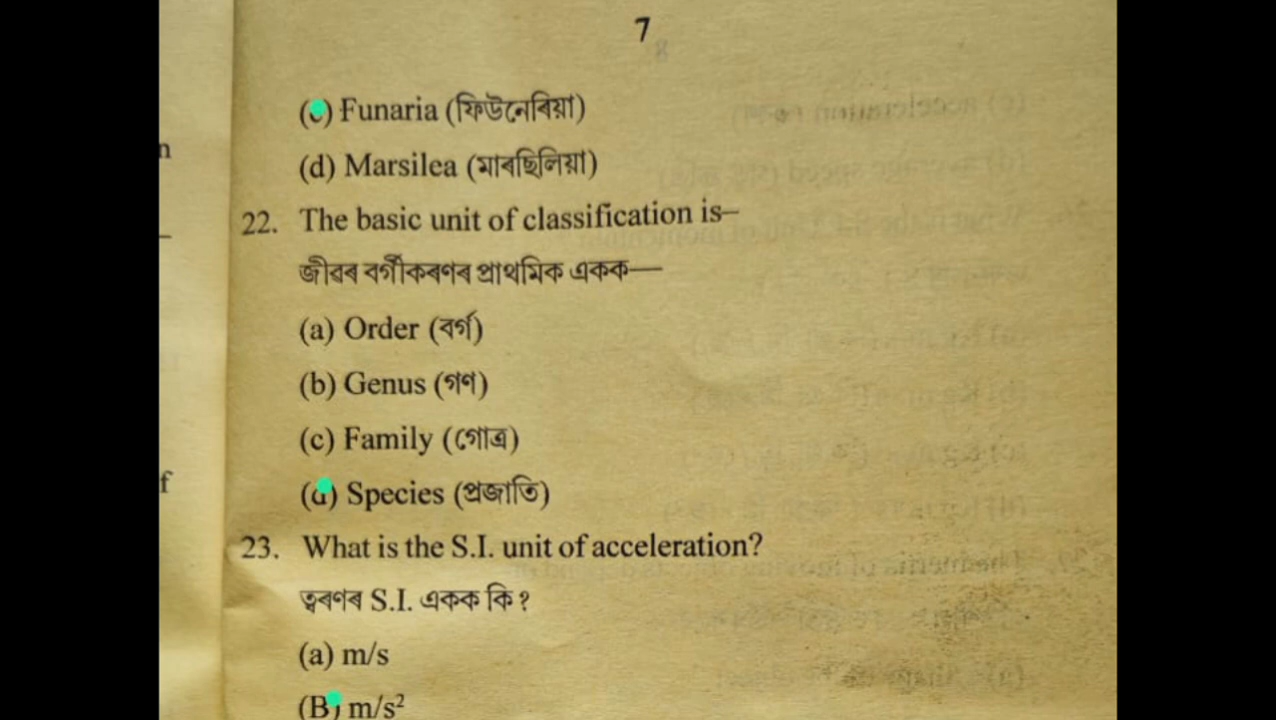 7
(c) Funaria (ফিউনেৰিয়া)
(d) Marsilea (মাৰছিলিয়া)
22. The basic unit of classification is–
জীৱৰ বৰ্গীকৰণৰ প্ৰাথমিক একক—
(a) Order (বৰ্গ)
(b) Genus (গণ)
(c) Family (গোত্ৰ)
(d) Species (প্ৰজাতি)
23. What is the S.I. unit of acceleration?
ত্বৰণৰ S.I. একক কি?
(a) m/s
(B) m/s²